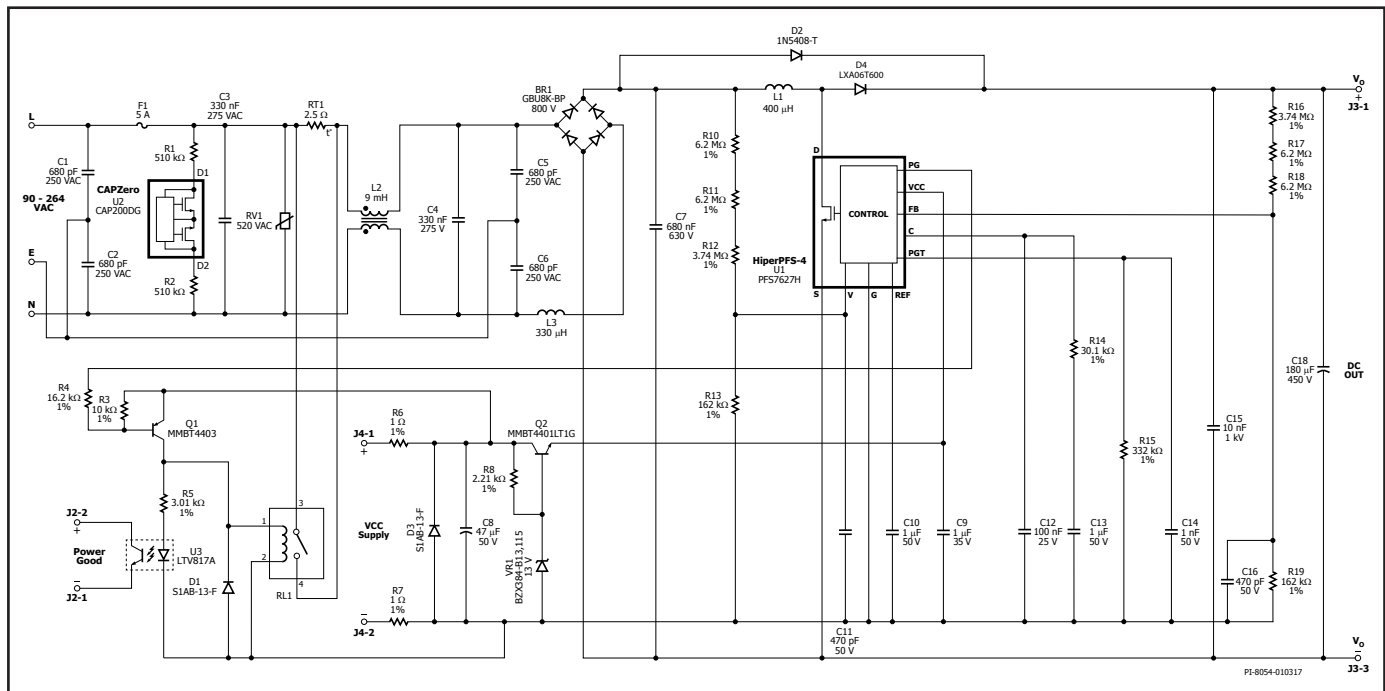 D2
1N5408-T
D4
LXA06T600
L1
400 µH
V_O
+
J3-1
BR1
GBU8K-BP
800 V
C3
330 nF
275 VAC
RT1
2.5 Ω
t°
F1
5 A
L
R16
3.74 MΩ
1%
R17
6.2 MΩ
1%
R18
6.2 MΩ
1%
R10
6.2 MΩ
1%
R11
6.2 MΩ
1%
R12
3.74 MΩ
1%
R1
510 kΩ
D1
C1
680 pF
250 VAC
CAPZero
U2
CAP200DG
90 - 264
VAC
D2
R2
510 kΩ
C2
680 pF
250 VAC
E
N
RV1
520 VAC
L2
9 mH
C4
330 nF
275 V
C5
680 pF
250 VAC
C6
680 pF
250 VAC
L3
330 µH
C7
680 nF
630 V
D
PG
VCC
CONTROL
FB
C
PGT
HiperPFS-4
U1
PFS7627H
S
V
G
REF
R14
30.1 kΩ
1%
C18
180 µF
450 V
DC
OUT
R4
16.2 kΩ
1%
R3
10 kΩ
1%
Q1
MMBT4403
R6
1 Ω
1%
J4-1
+
Q2
MMBT4401LT1G
R13
162 kΩ
1%
C15
10 nF
1 kV
R15
332 kΩ
1%
R8
2.21 kΩ
1%
R5
3.01 kΩ
1%
J2-2
+
Power
Good
J2-1
−
U3
LTV817A
D1
S1AB-13-F
3
1
2
4
RL1
VCC
Supply
D3
S1AB-13-F
C8
47 µF
50 V
VR1
BZX384-B13,115
13 V
C10
1 µF
50 V
C9
1 µF
35 V
C12
100 nF
25 V
C13
1 µF
50 V
C14
1 nF
50 V
C16
470 pF
50 V
R19
162 kΩ
1%
R7
1 Ω
1%
−
J4-2
C11
470 pF
50 V
V_O
−
J3-3
PI-8054-010317